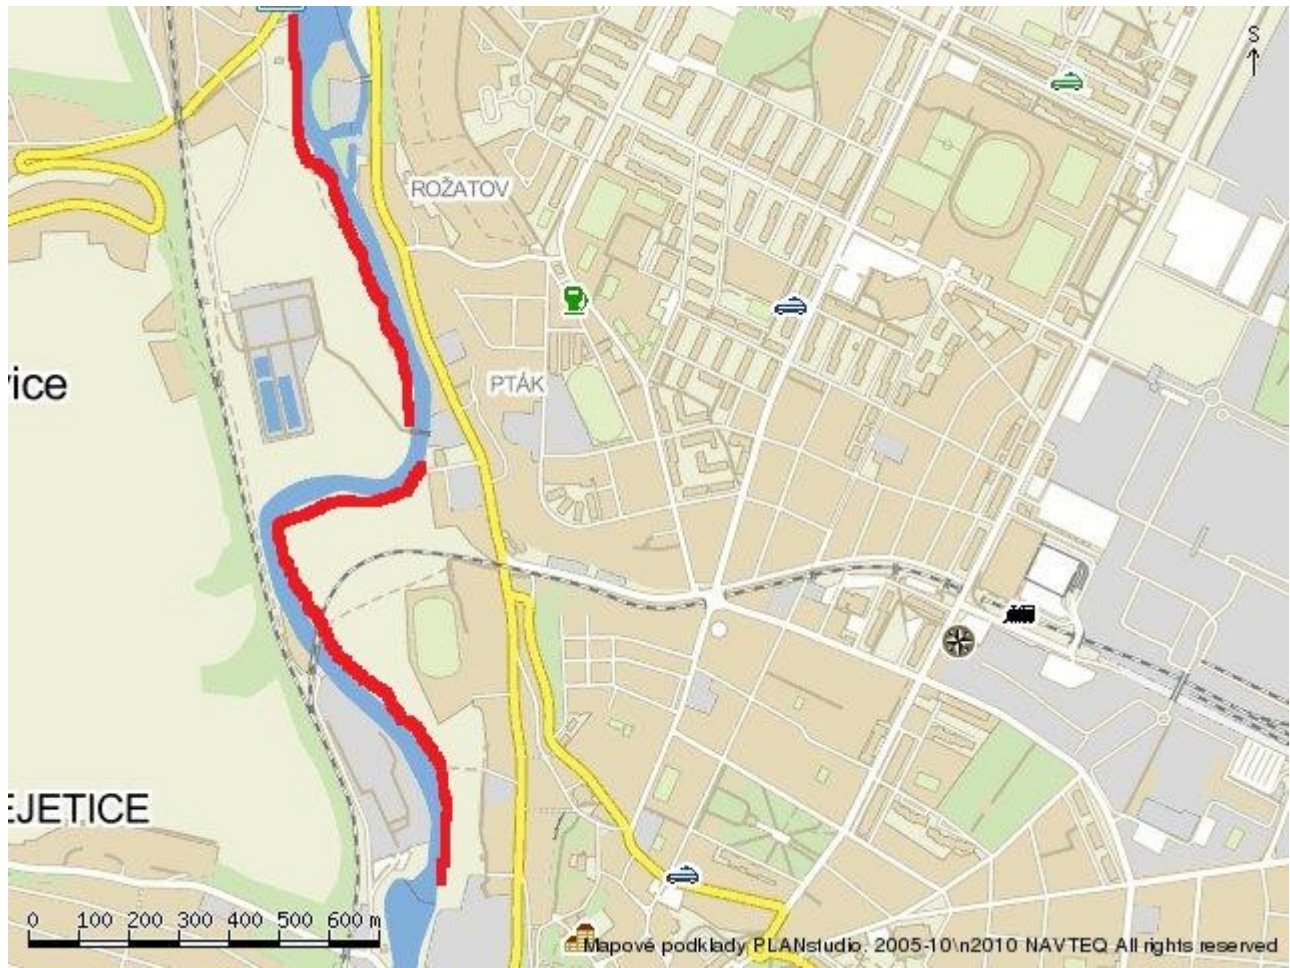 S
ROŽATOV
PTÁK
vice
EJETICE
0 100 200 300 400 500 600 m
Mapové podklady PLANstudio. 2005-10\n2010 NAVTEQ All rights reserved